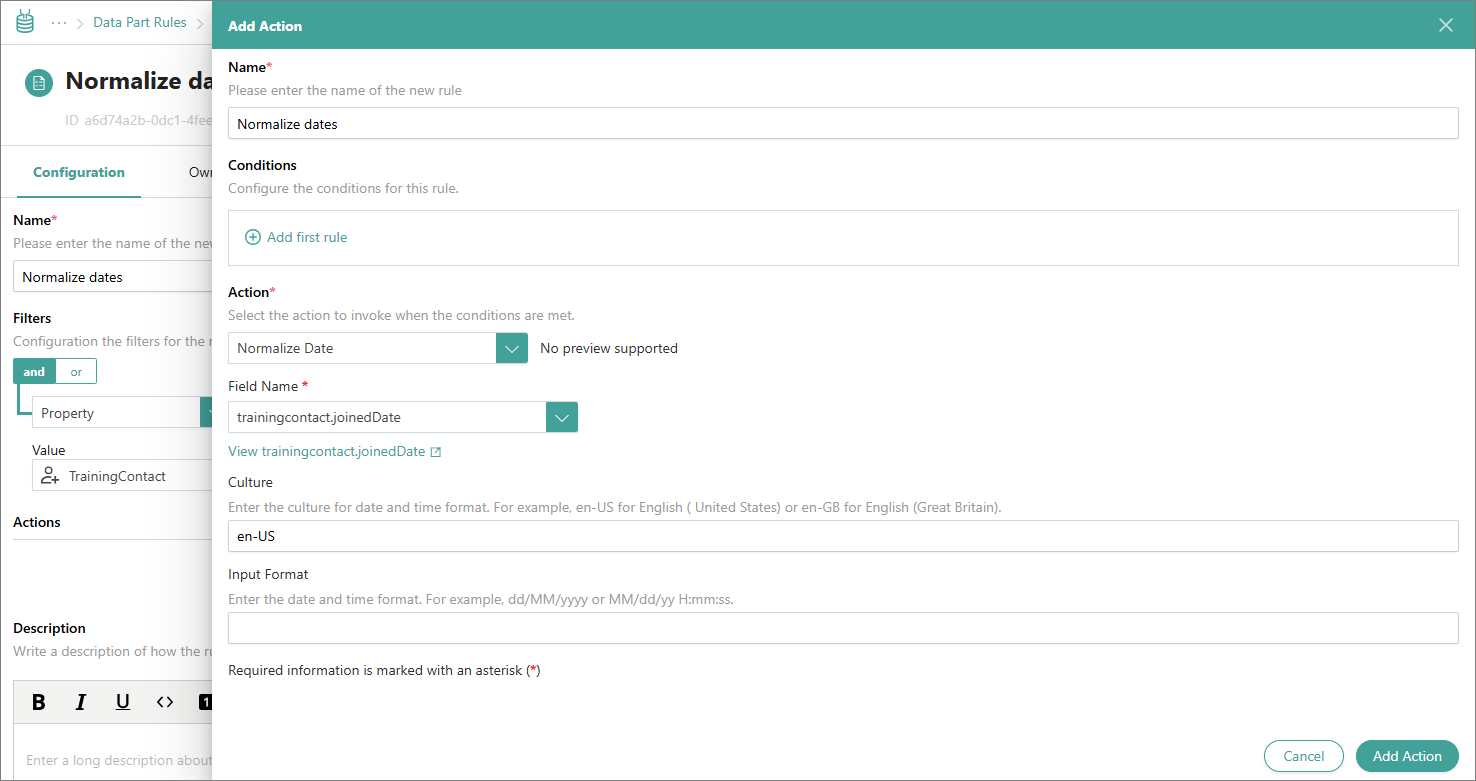 ··· > Data Part Rules >
Normalize da
ID a6d74a2b-0dc1-4fee
Configuration
Own
Name*
Please enter the name of the new
Normalize dates
Filters
Configuration the filters for the r
and or
Property
Value
TrainingContact
Actions
Description
Write a description of how the ru
B I U <> 1
Enter a long description about
Add Action
Name*
Please enter the name of the new rule
Normalize dates
Conditions
Configure the conditions for this rule.
Add first rule
Action*
Select the action to invoke when the conditions are met.
Normalize Date
No preview supported
Field Name *
trainingcontact.joinedDate
View trainingcontact.joinedDate
Culture
Enter the culture for date and time format. For example, en-US for English ( United States) or en-GB for English (Great Britain).
en-US
Input Format
Enter the date and time format. For example, dd/MM/yyyy or MM/dd/yy H:mm:ss.
Required information is marked with an asterisk (*)
Cancel
Add Action